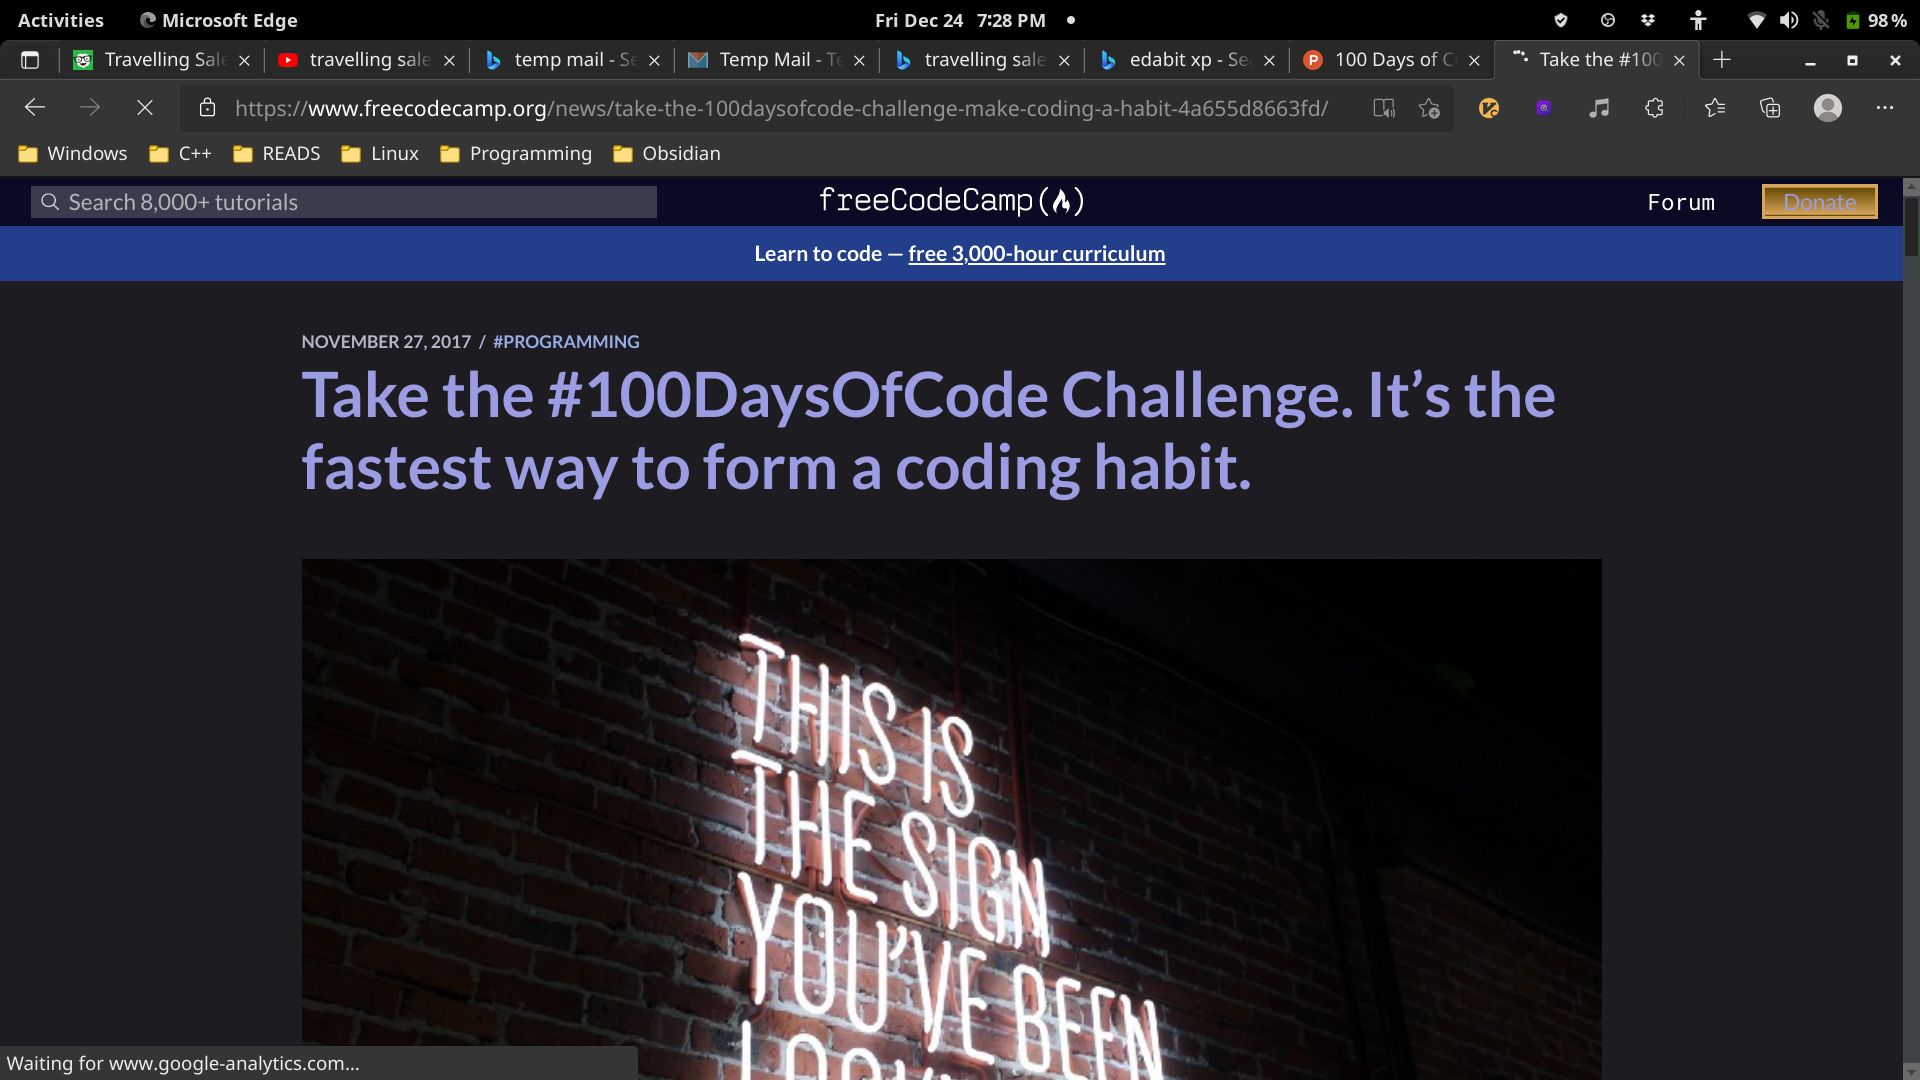 Activities Microsoft Edge Fri Dec 24 7:28 PM 98 %
Travelling Sale travelling sale temp mail - Se Temp Mail - Te travelling sale edabit xp - Sea 100 Days of C Take the #100
https://www.freecodecamp.org/news/take-the-100daysofcode-challenge-make-coding-a-habit-4a655d8663fd/
Windows C++ READS Linux Programming Obsidian
Search 8,000+ tutorials freeCodeCamp(🔥) Forum Donate
Learn to code — free 3,000-hour curriculum
NOVEMBER 27, 2017 / #PROGRAMMING
Take the #100DaysOfCode Challenge. It’s the
fastest way to form a coding habit.
THIS IS
THE SIGN
YOU'VE BEEN
Waiting for www.google-analytics.com...